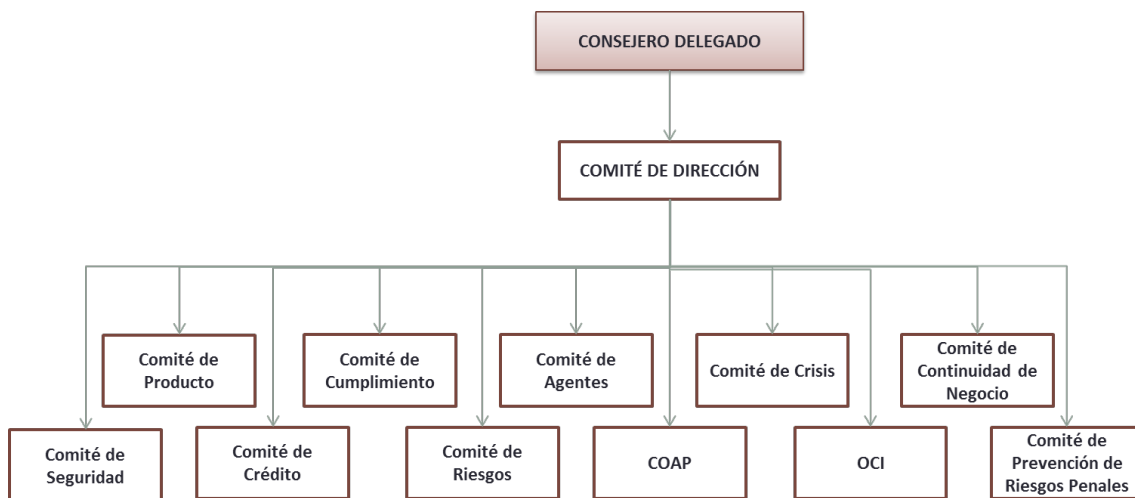 CONSEJERO DELEGADO
COMITÉ DE DIRECCIÓN
Comité de
Producto
Comité de
Cumplimiento
Comité de
Agentes
Comité de Crisis
Comité de
Continuidad de
Negocio
Comité de
Seguridad
Comité de
Crédito
Comité de
Riesgos
COAP
OCI
Comité de
Prevención de
Riesgos Penales